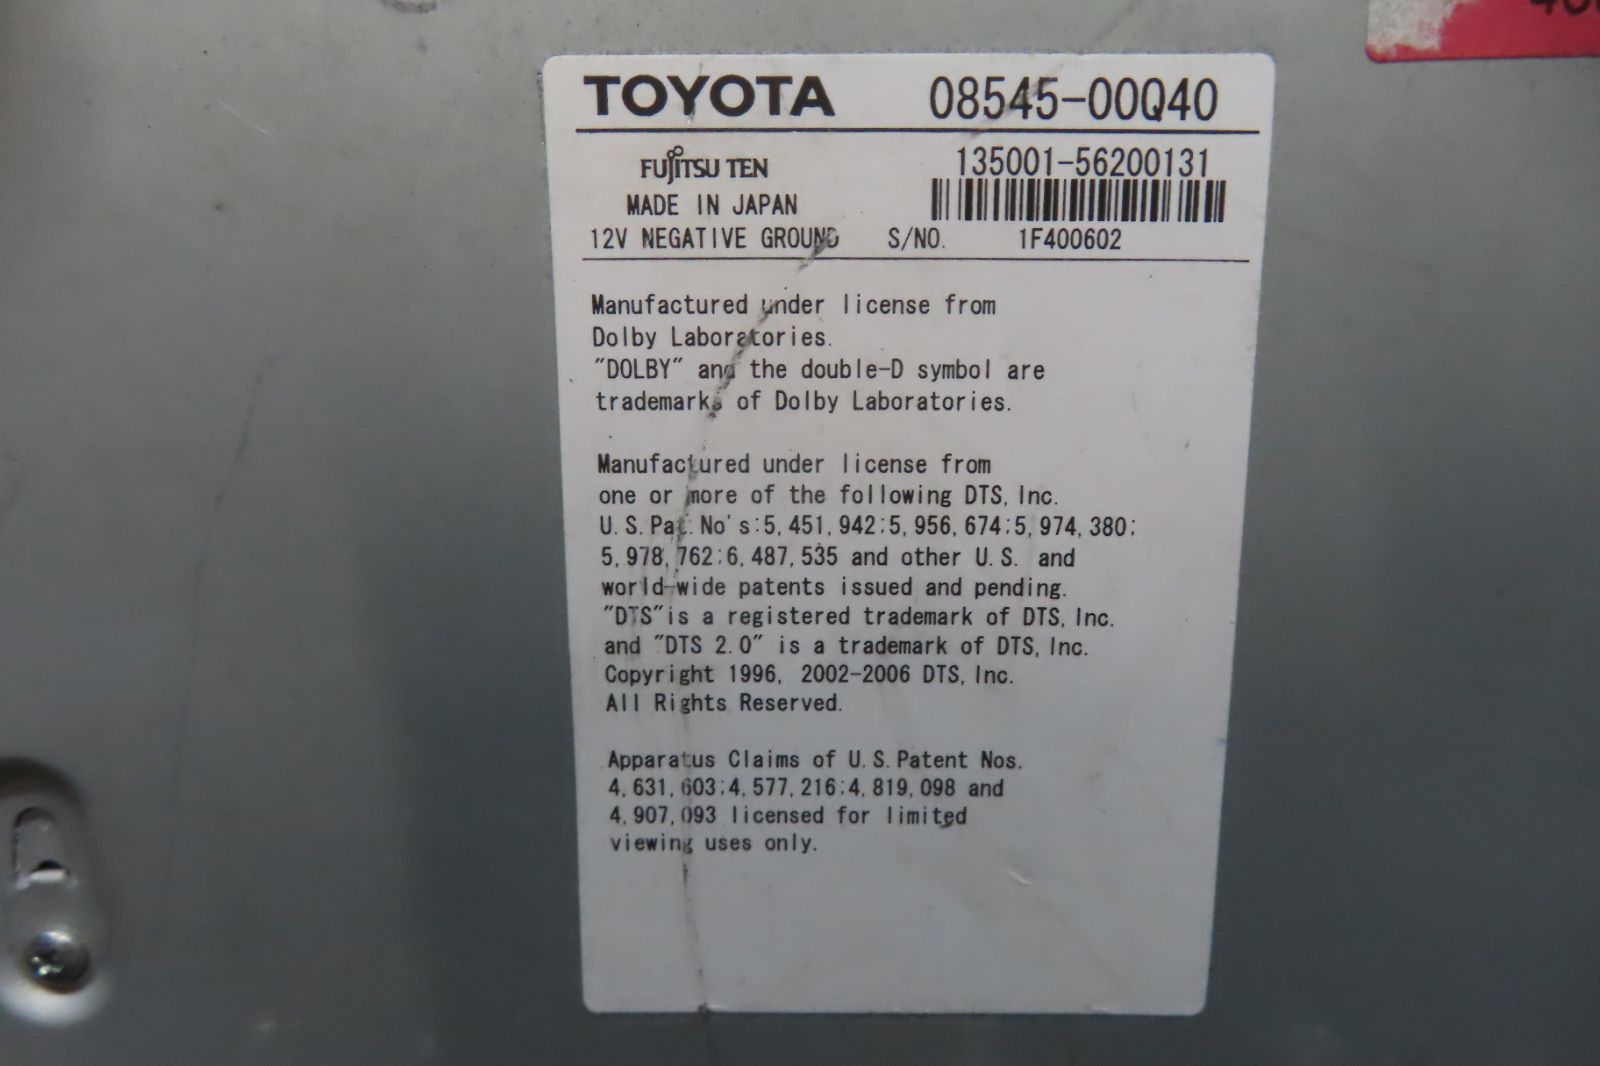 TOYOTA 08545-00Q40
FUJITSU TEN 135001-56200131
MADE IN JAPAN
12V NEGATIVE GROUND S/NO. 1F400602
Manufactured under license from
Dolby Laboratories.
"DOLBY" and the double-D symbol are
trademarks of Dolby Laboratories.
Manufactured under license from
one or more of the following DTS, Inc.
U.S.Pat.No's:5,451,942;5,956,674;5,974,380;
5,978,762;6,487,535 and other U.S. and
world-wide patents issued and pending.
"DTS"is a registered trademark of DTS, Inc.
and "DTS 2.0" is a trademark of DTS, Inc.
Copyright 1996, 2002-2006 DTS, Inc.
All Rights Reserved.
Apparatus Claims of U.S.Patent Nos.
4,631,603;4,577,216;4,819,098 and
4,907,093 licensed for limited
viewing uses only.